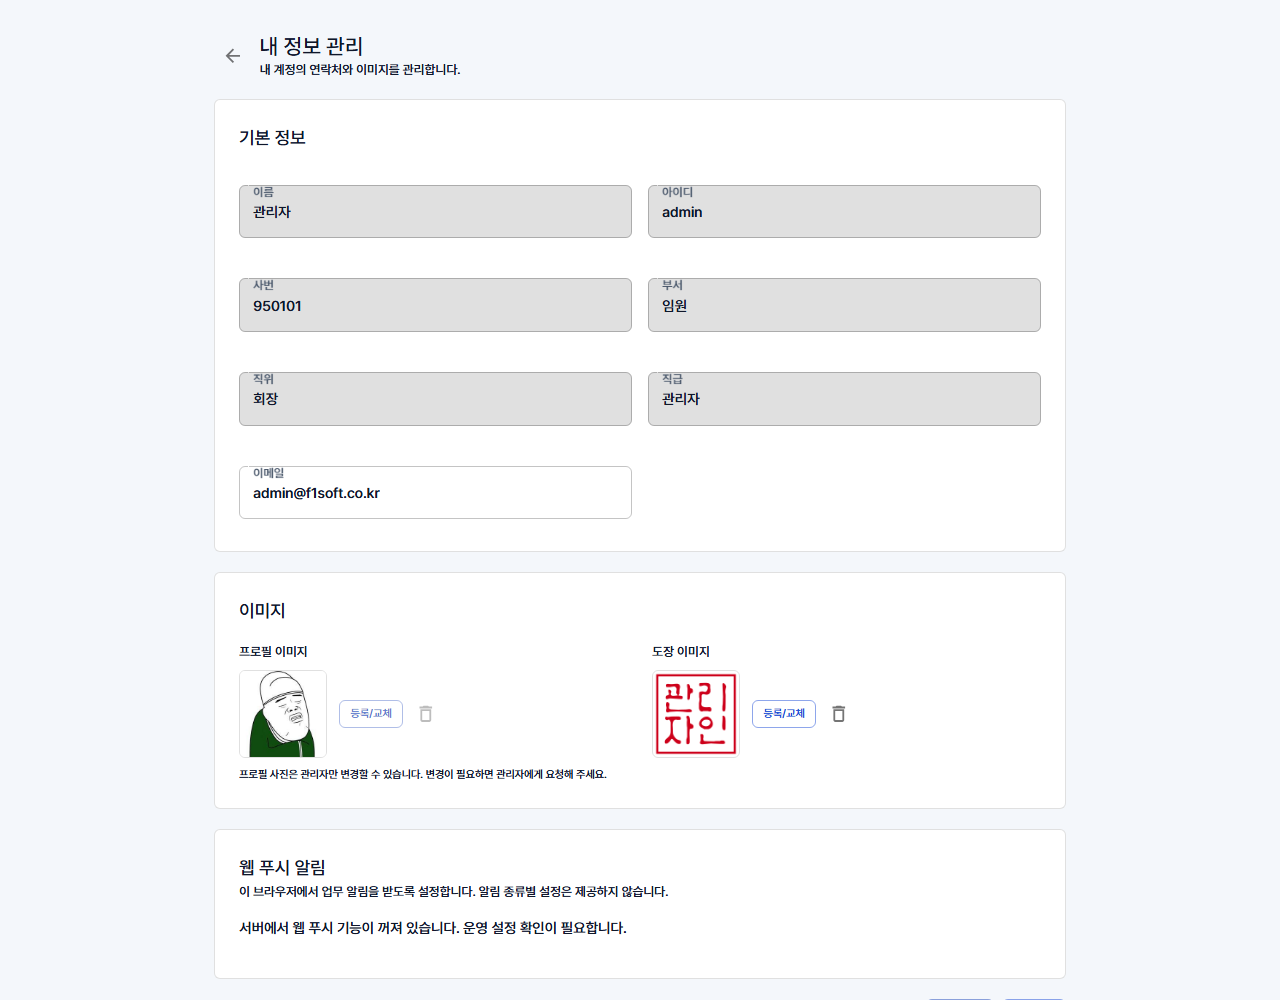 내 정보 관리
내 계정의 연락처와 이미지를 관리합니다.
기본 정보
이름
관리자
아이디
admin
사번
950101
부서
임원
직위
회장
직급
관리자
이메일
admin@f1soft.co.kr
이미지
프로필 이미지
도장 이미지
등록/교체
관리
자인
등록/교체
프로필 사진은 관리자만 변경할 수 있습니다. 변경이 필요하면 관리자에게 요청해 주세요.
웹 푸시 알림
이 브라우저에서 업무 알림을 받도록 설정합니다. 알림 종류별 설정은 제공하지 않습니다.
서버에서 웹 푸시 기능이 꺼져 있습니다. 운영 설정 확인이 필요합니다.